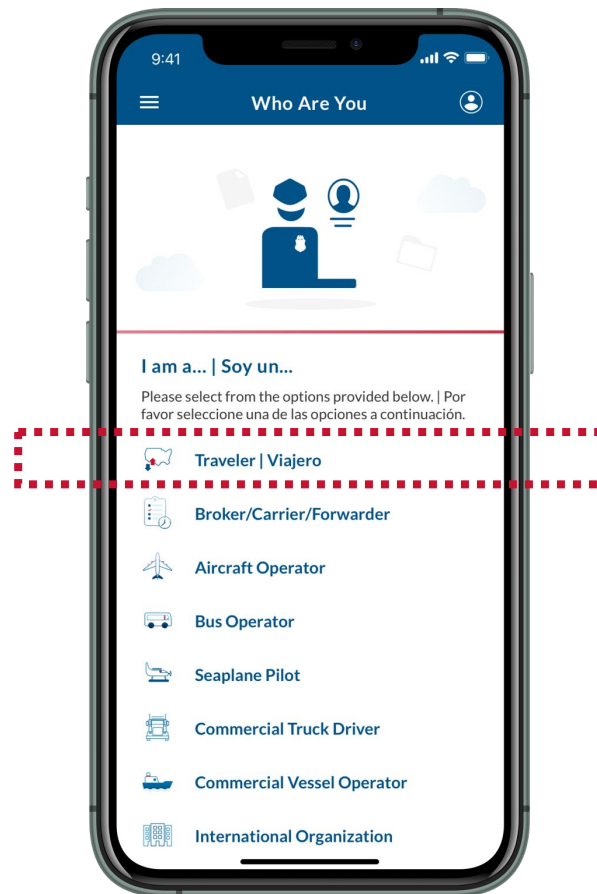 9:41
Who Are You
I am a... | Soy un...
Please select from the options provided below. | Por
favor seleccione una de las opciones a continuación.
Traveler | Viajero
Broker/Carrier/Forwarder
Aircraft Operator
Bus Operator
Seaplane Pilot
Commercial Truck Driver
Commercial Vessel Operator
International Organization